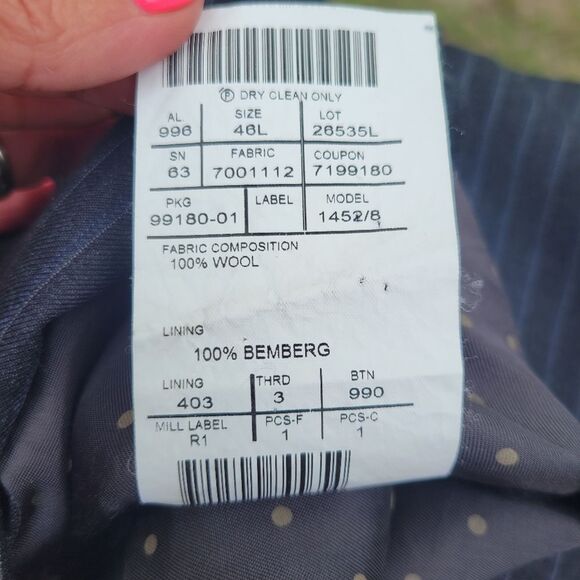 Ⓟ DRY CLEAN ONLY
AL. SIZE LOT
996 46L 26535L
SN FABRIC COUPON
63 7001112 7199180
PKG LABEL MODEL
99180-01 1452/8
FABRIC COMPOSITION
100% WOOL
LINING
100% BEMBERG
LINING THRD BTN
403 3 990
MILL LABEL PCS-F PCS-C
R1 1 1